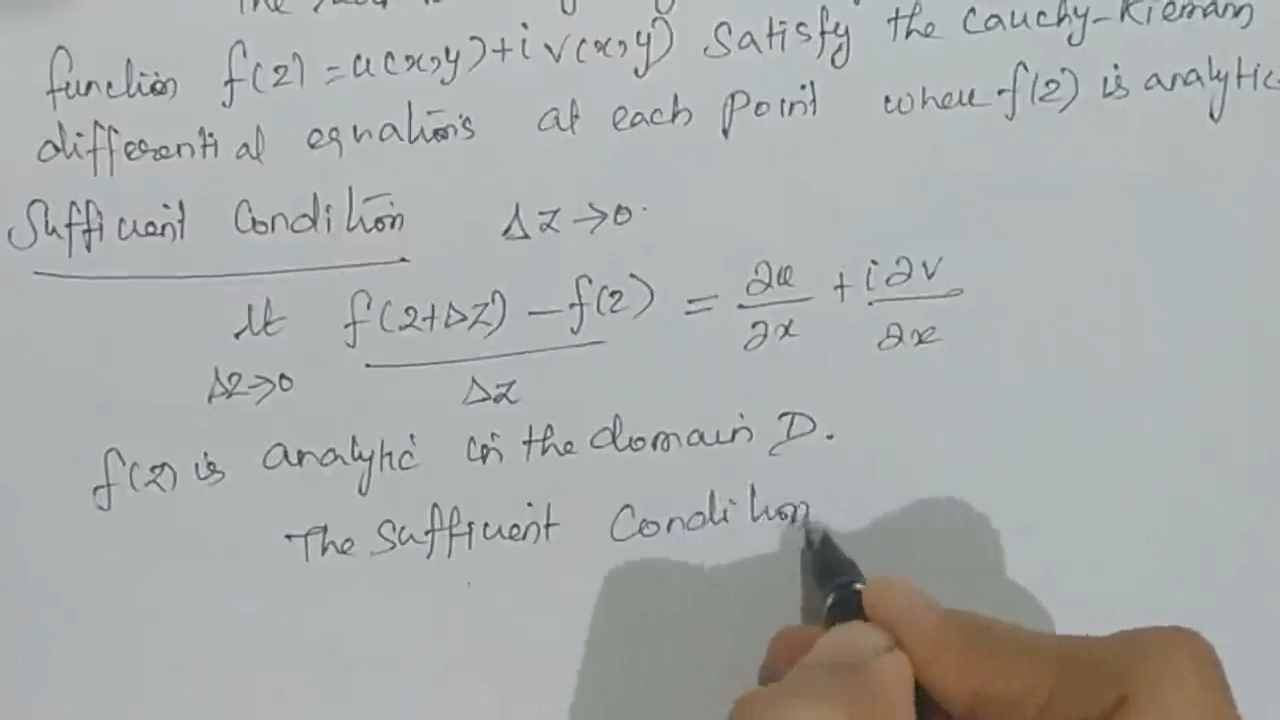 function f(z) = u(x,y)+iv(x,y) satisfy the Cauchy-Riemann
differential equations at each point where f(z) is analytic
Sufficient Condition Δz→0.
lt f(z+Δz) – f(z) = ∂u + i∂v
Δz→0 Δz ∂x ∂x
f(z) is analytic in the domain D.
The sufficient Condition